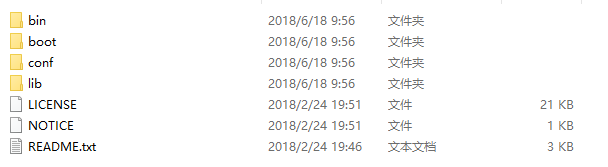 bin 2018/6/18 9:56 文件夹
boot 2018/6/18 9:56 文件夹
conf 2018/6/18 9:56 文件夹
lib 2018/6/18 9:56 文件夹
LICENSE 2018/2/24 19:51 文件 21 KB
NOTICE 2018/2/24 19:51 文件 1 KB
README.txt 2018/2/24 19:46 文本文档 3 KB